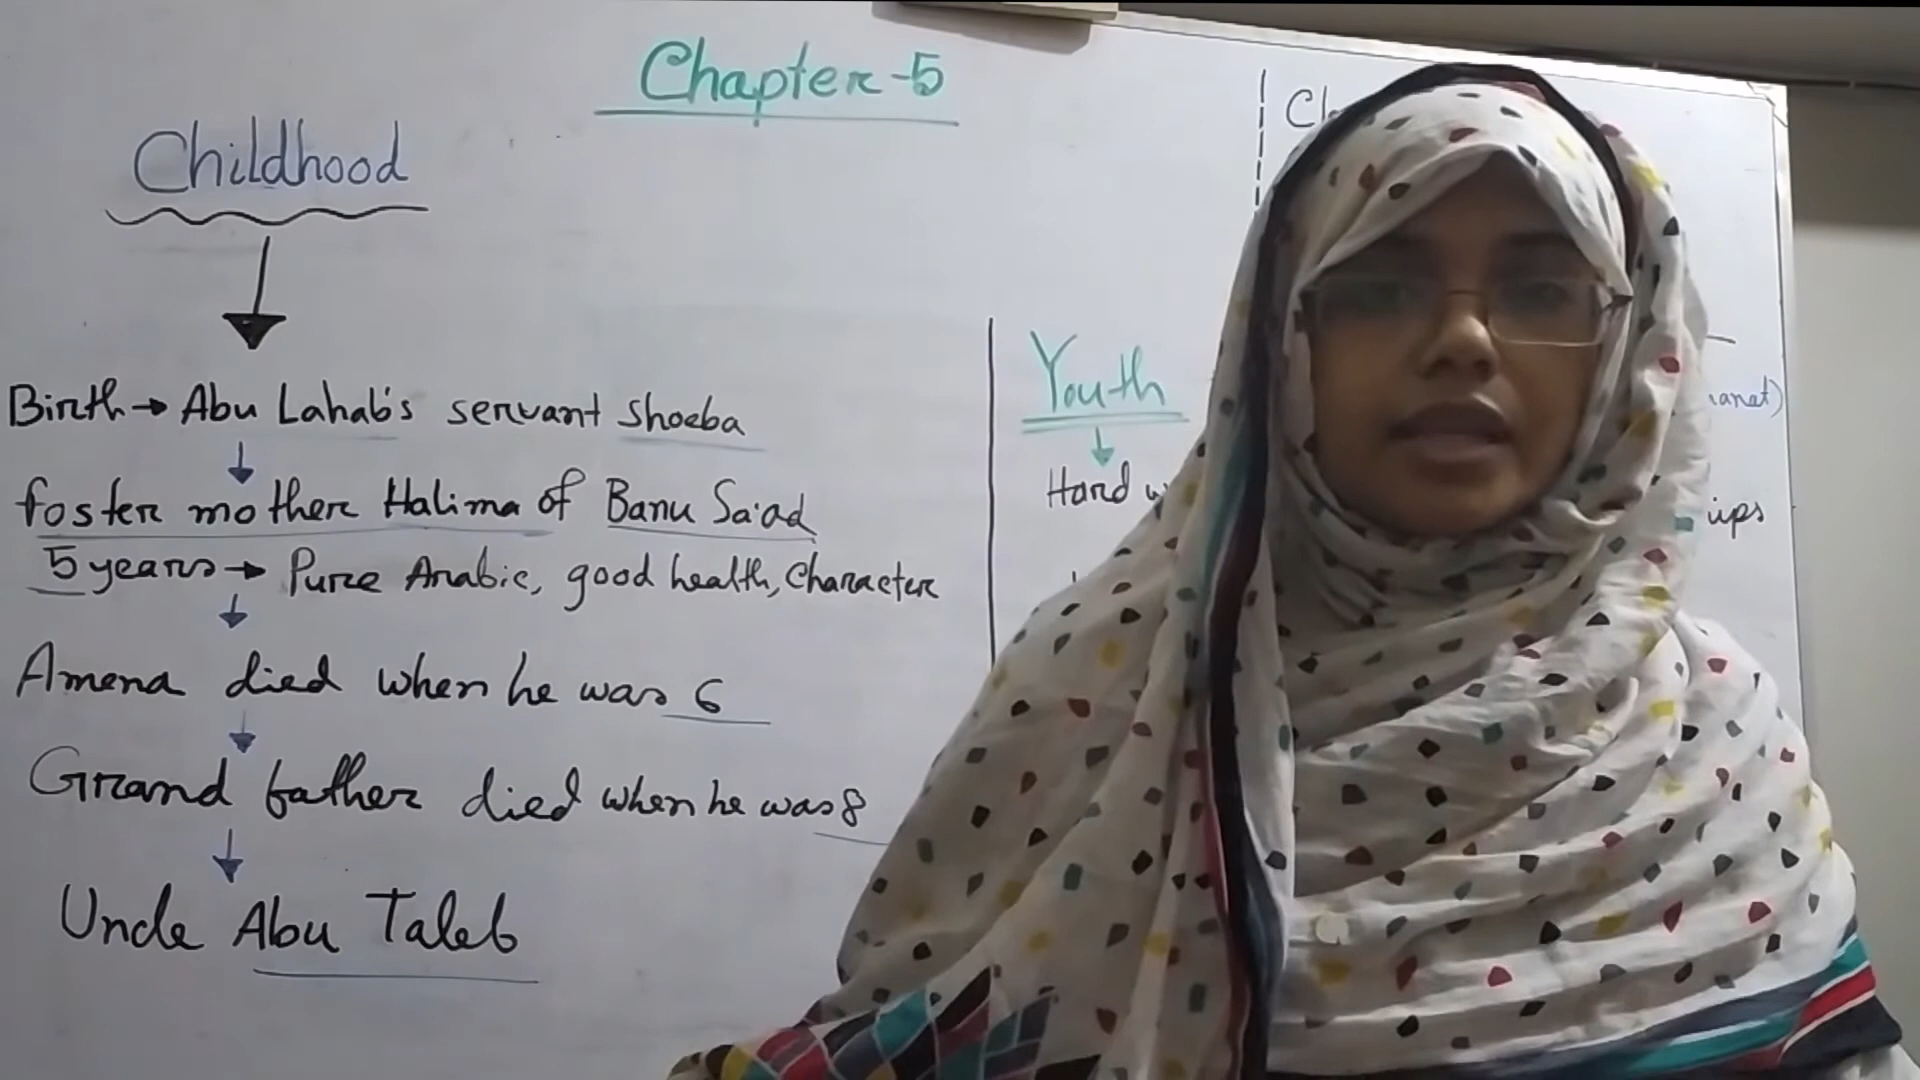 Chapter-5
Childhood
Birth → Abu Lahab's servant Shoeba
foster mother Halima of Banu Sa'ad
5 years → Pure Arabic, good health, Character
Amena died when he was 6
Grand father died when he was 8
Uncle Abu Taleb
Youth
Hard